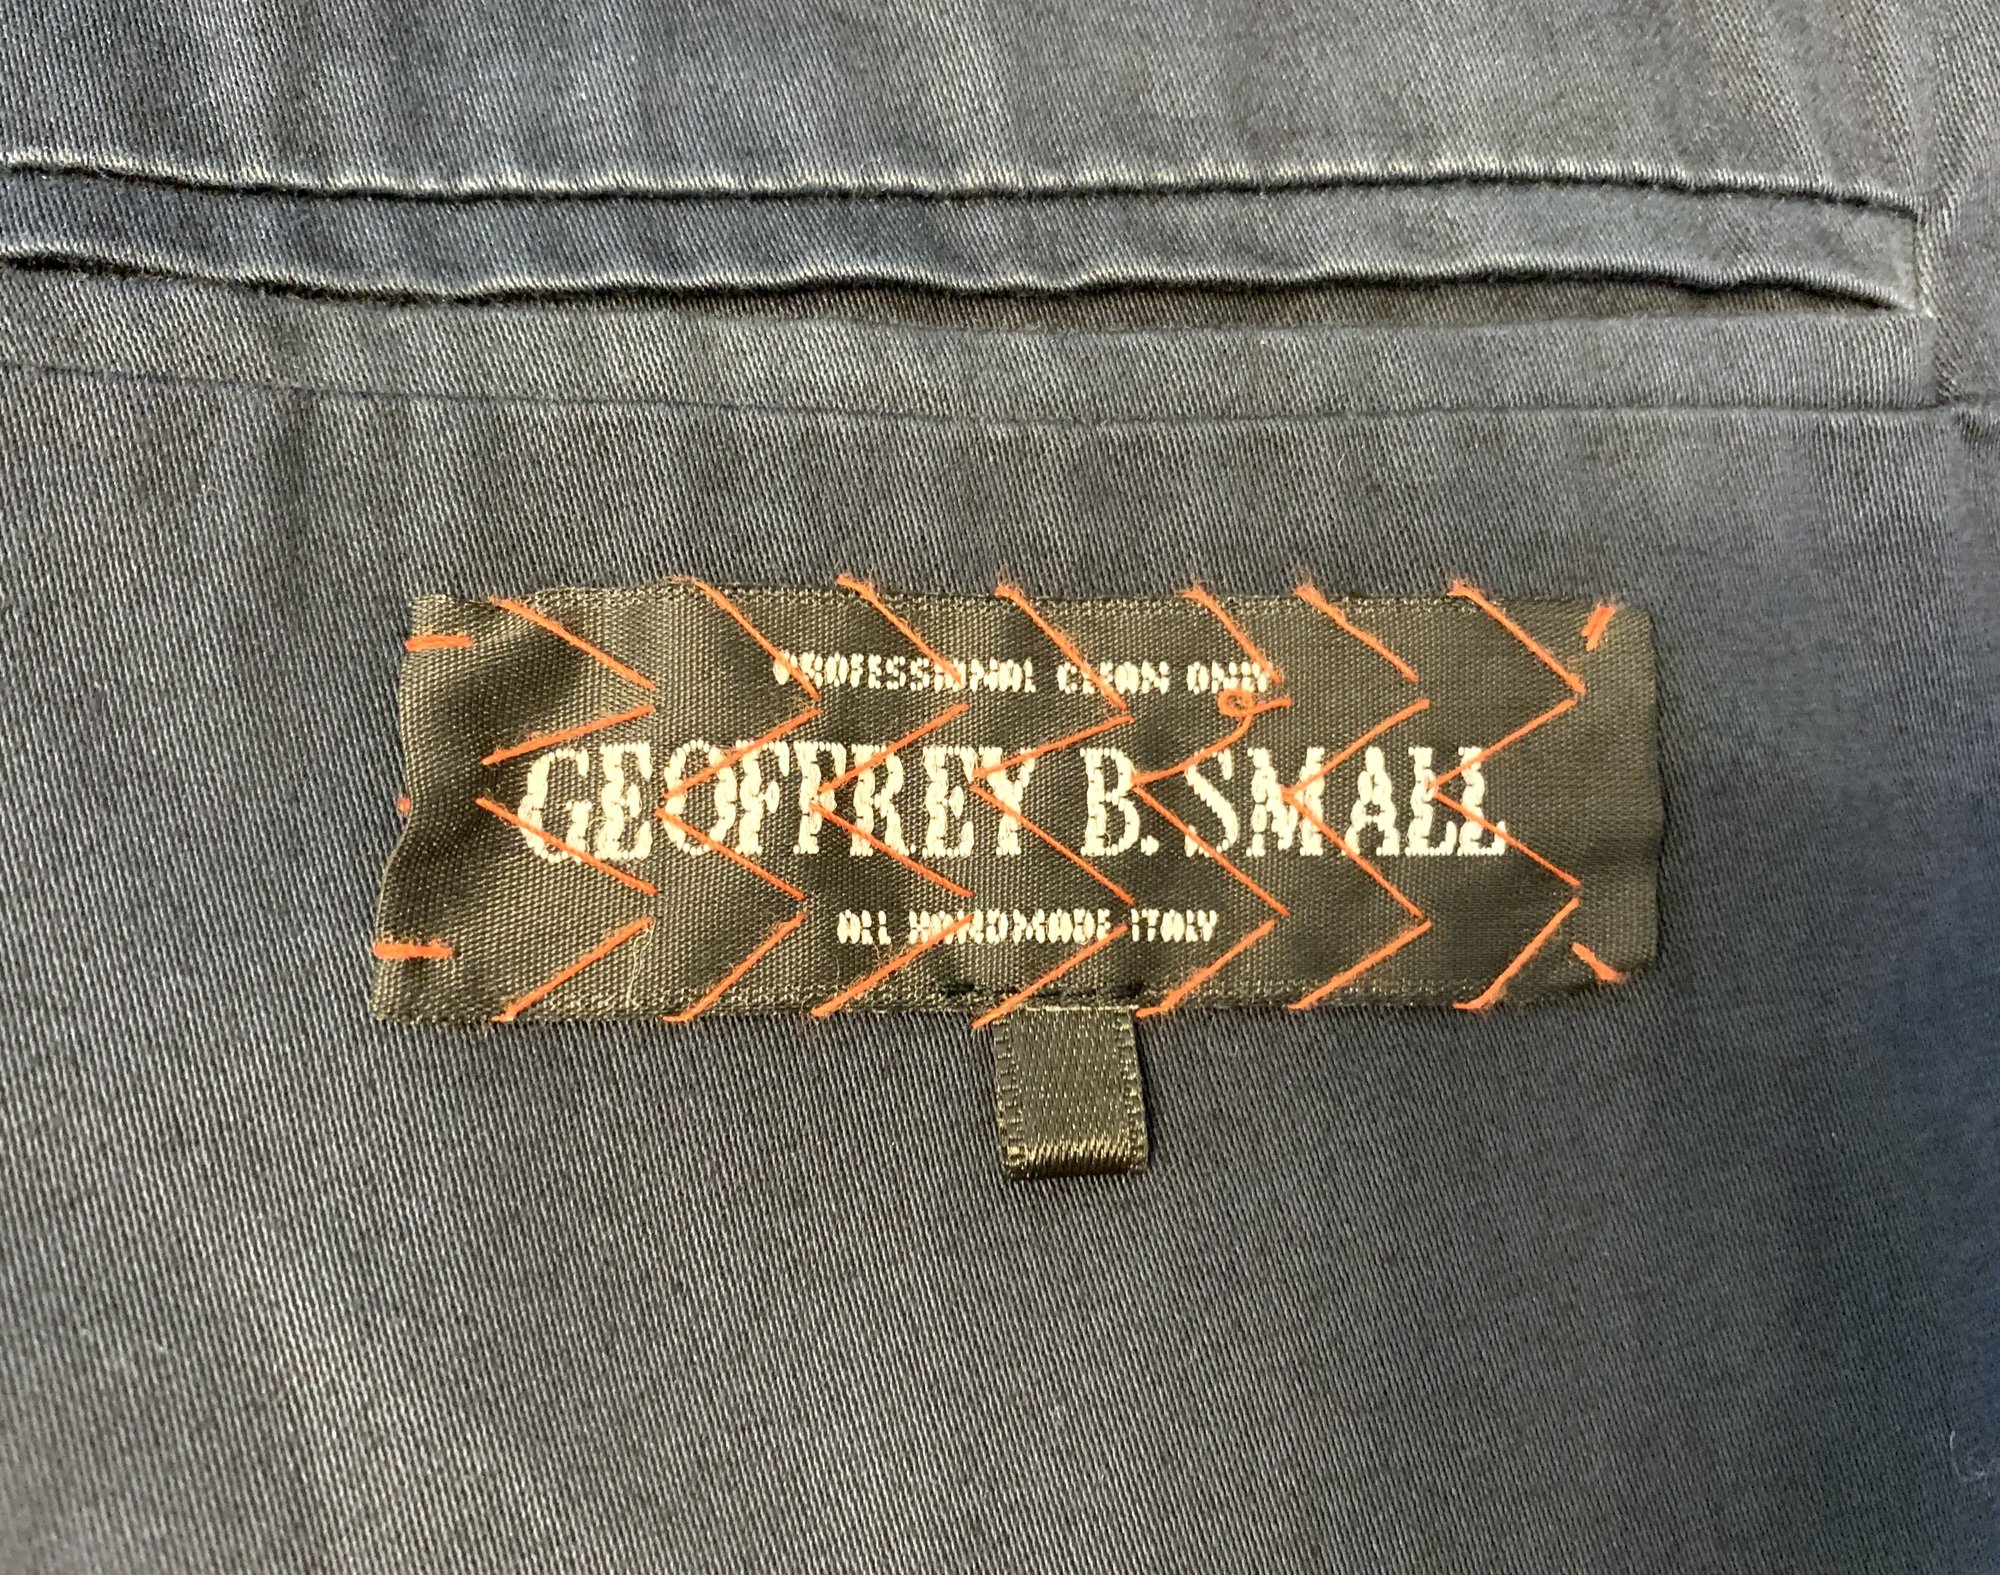 PROFESSIONAL CLEAN ONLY
GEOFFREY B. SMALL
ALL HANDMADE ITALY